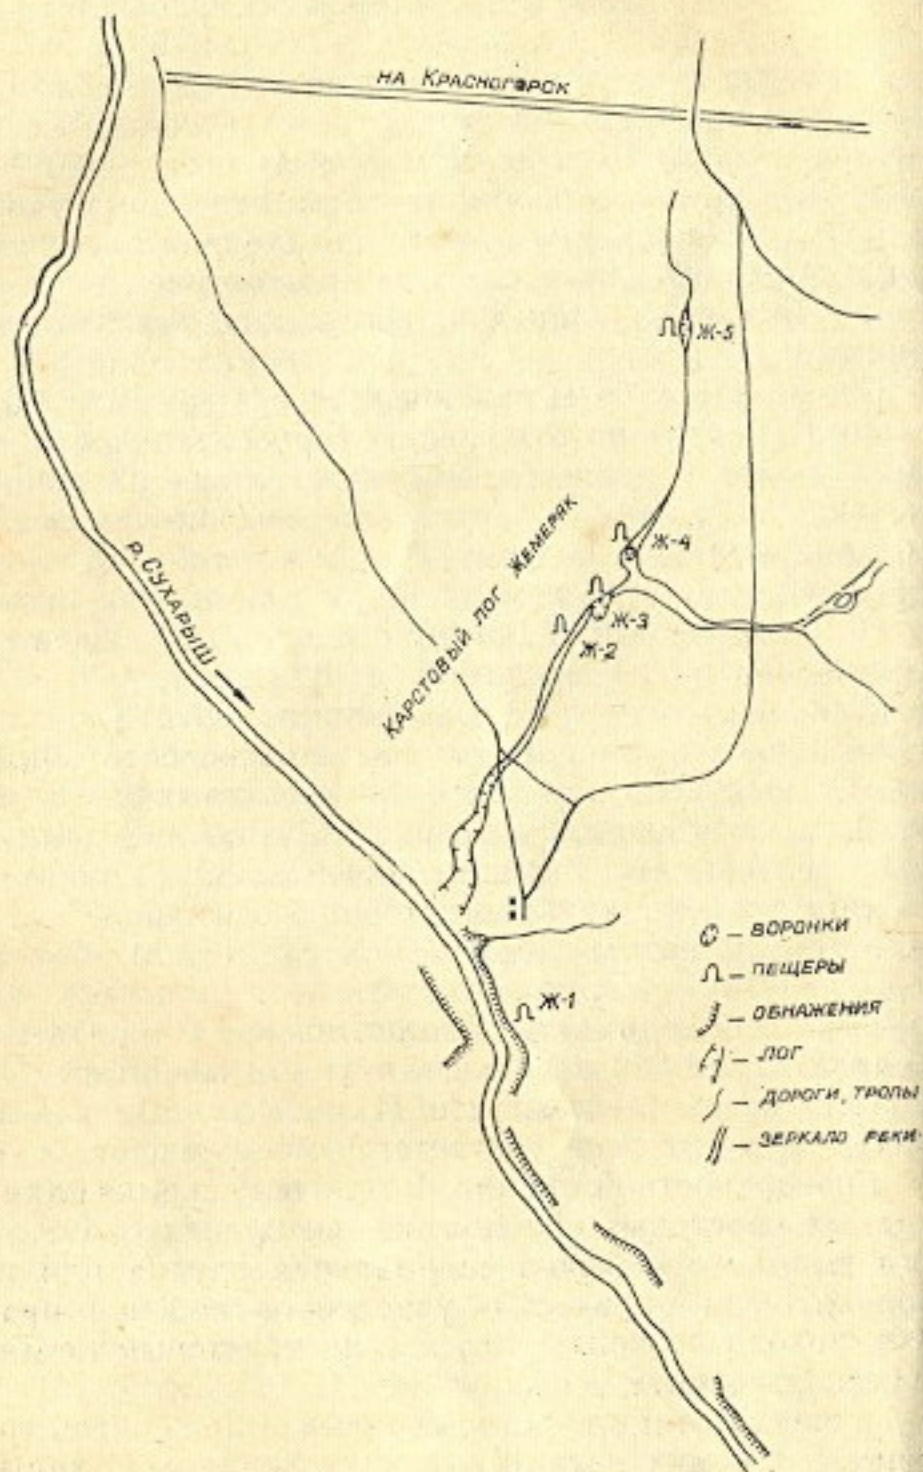 НА КРАСНОГОРСК
Ж-5
КАРСТОВЫЙ ЛОГ ЖЕМЕРЯК
Ж-4
Ж-3
Ж-2
р. СУХАРЫШ
Ж-1
– ВОРОНКИ
– ПЕЩЕРЫ
– ОБНАЖЕНИЯ
– ЛОГ
– ДОРОГИ, ТРОПЫ
– ЗЕРКАЛО РЕКИ